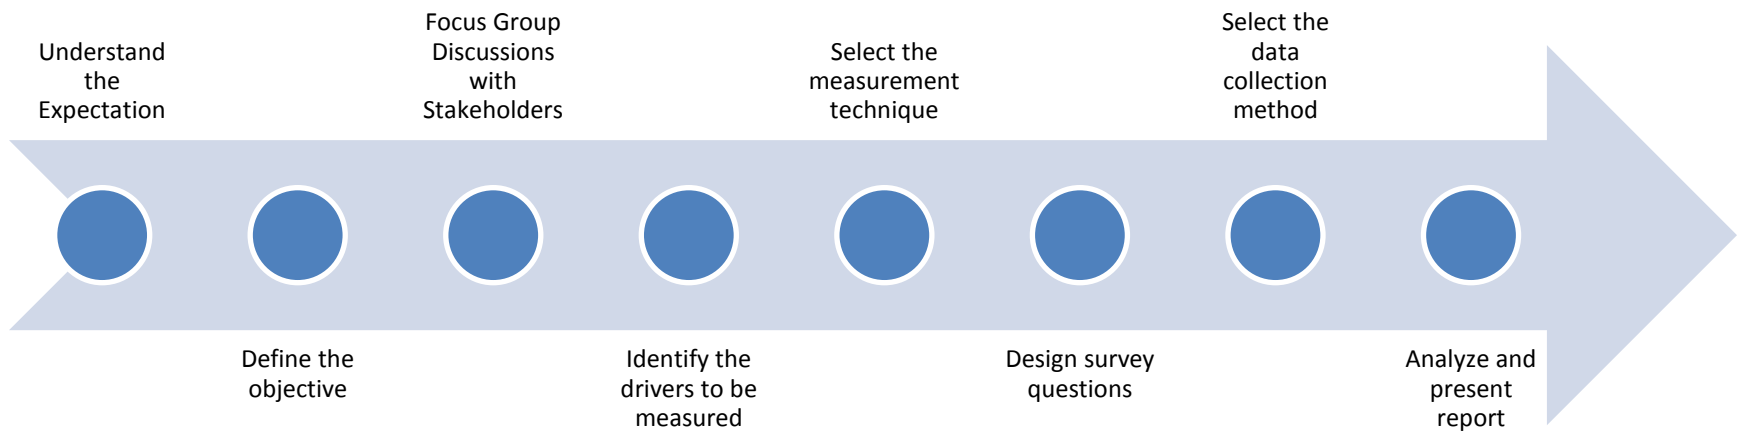 Understand
the
Expectation
Define the
objective
Focus Group
Discussions
with
Stakeholders
Identify the
drivers to be
measured
Select the
measurement
technique
Design survey
questions
Select the
data
collection
method
Analyze and
present
report